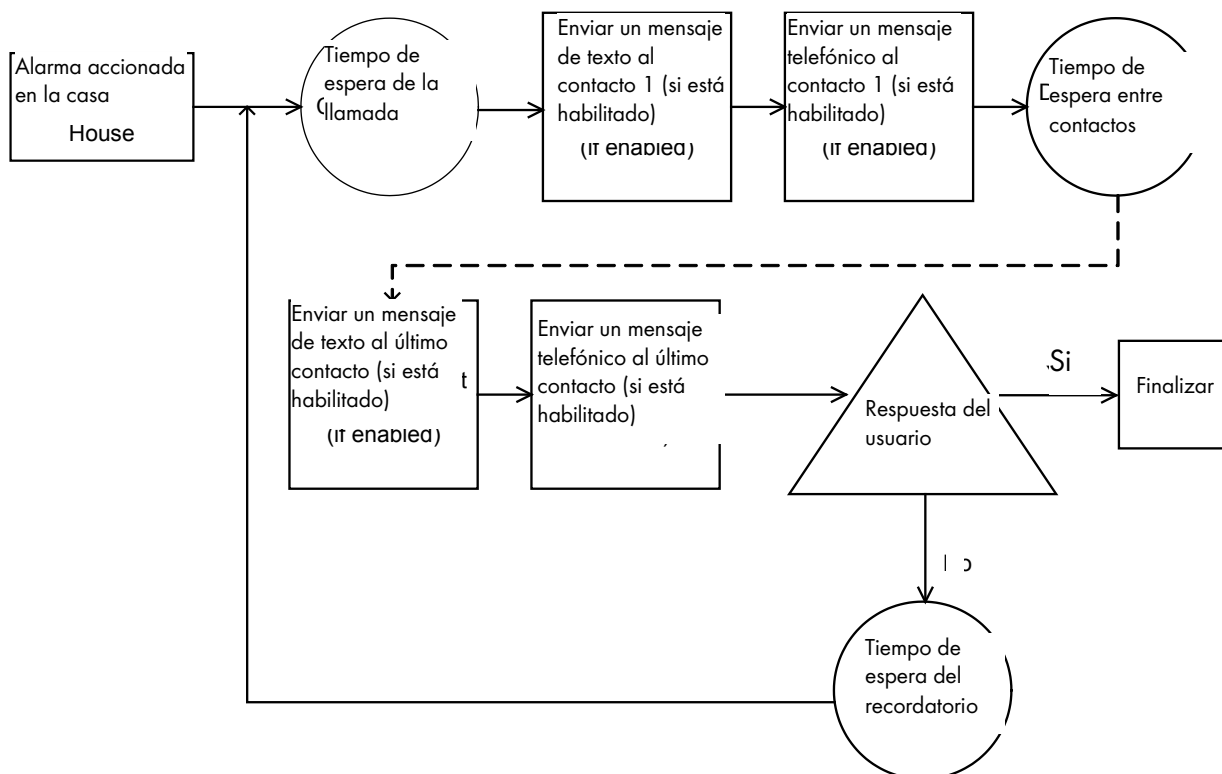 Alarma accionada
en la casa
House
Tiempo de
espera de la
llamada
Enviar un mensaje
de texto al
contacto 1 (si está
habilitado)
(If enabled)
Enviar un mensaje
telefónico al
contacto 1 (si está
habilitado)
(If enabled)
Tiempo de
espera entre
contactos
Enviar un mensaje
de texto al último
contacto (si está
habilitado)
(If enabled)
Enviar un mensaje
telefónico al último
contacto (si está
habilitado)
Respuesta del
usuario
Si
Finalizar
Tiempo de
espera del
recordatorio